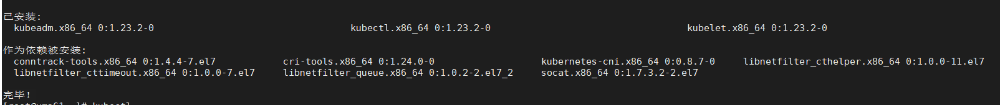 已安装:
kubeadm.x86_64 0:1.23.2-0 kubectl.x86_64 0:1.23.2-0 kubelet.x86_64 0:1.23.2-0
作为依赖被安装:
conntrack-tools.x86_64 0:1.4.4-7.el7 cri-tools.x86_64 0:1.24.0-0 kubernetes-cni.x86_64 0:0.8.7-0 libnetfilter_cthelper.x86_64 0:1.0.0-11.el7
libnetfilter_cttimeout.x86_64 0:1.0.0-7.el7 libnetfilter_queue.x86_64 0:1.0.2-2.el7_2 socat.x86_64 0:1.7.3.2-2.el7
完毕！